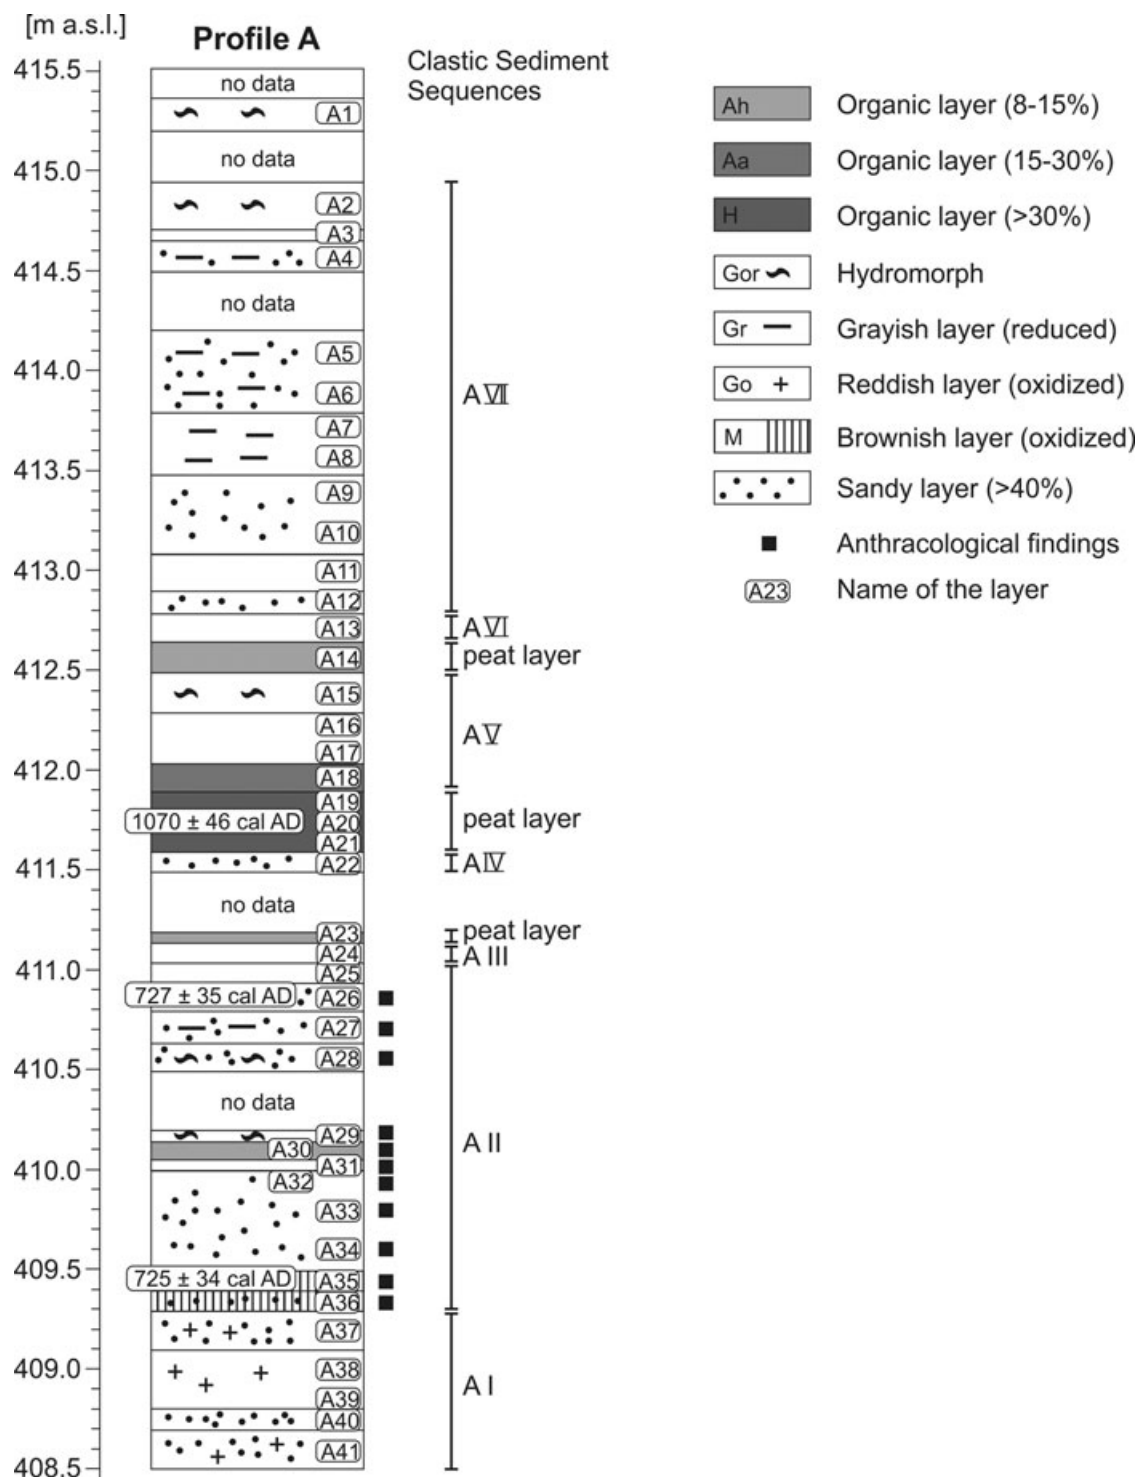 [m a.s.l.]
Profile A
Clastic Sediment
Sequences
415.5
415.0
414.5
414.0
413.5
413.0
412.5
412.0
411.5
411.0
410.5
410.0
409.5
409.0
408.5
no data
A1
no data
A2
A3
A4
no data
A5
A6
A7
A8
A9
A10
A11
A12
A13
A14
A15
A16
A17
A18
A19
1070 ± 46 cal AD
A20
A21
A22
no data
A23
A24
A25
727 ± 35 cal AD
A26
A27
A28
no data
A29
A30
A31
A32
A33
A34
725 ± 34 cal AD
A35
A36
A37
A38
A39
A40
A41
A VII
A VI
peat layer
A V
peat layer
A IV
peat layer
A III
A II
A I
Ah Organic layer (8-15%)
Aa Organic layer (15-30%)
H Organic layer (>30%)
Gor Hydromorph
Gr Grayish layer (reduced)
Go Reddish layer (oxidized)
M Brownish layer (oxidized)
Sandy layer (>40%)
Anthracological findings
A23 Name of the layer